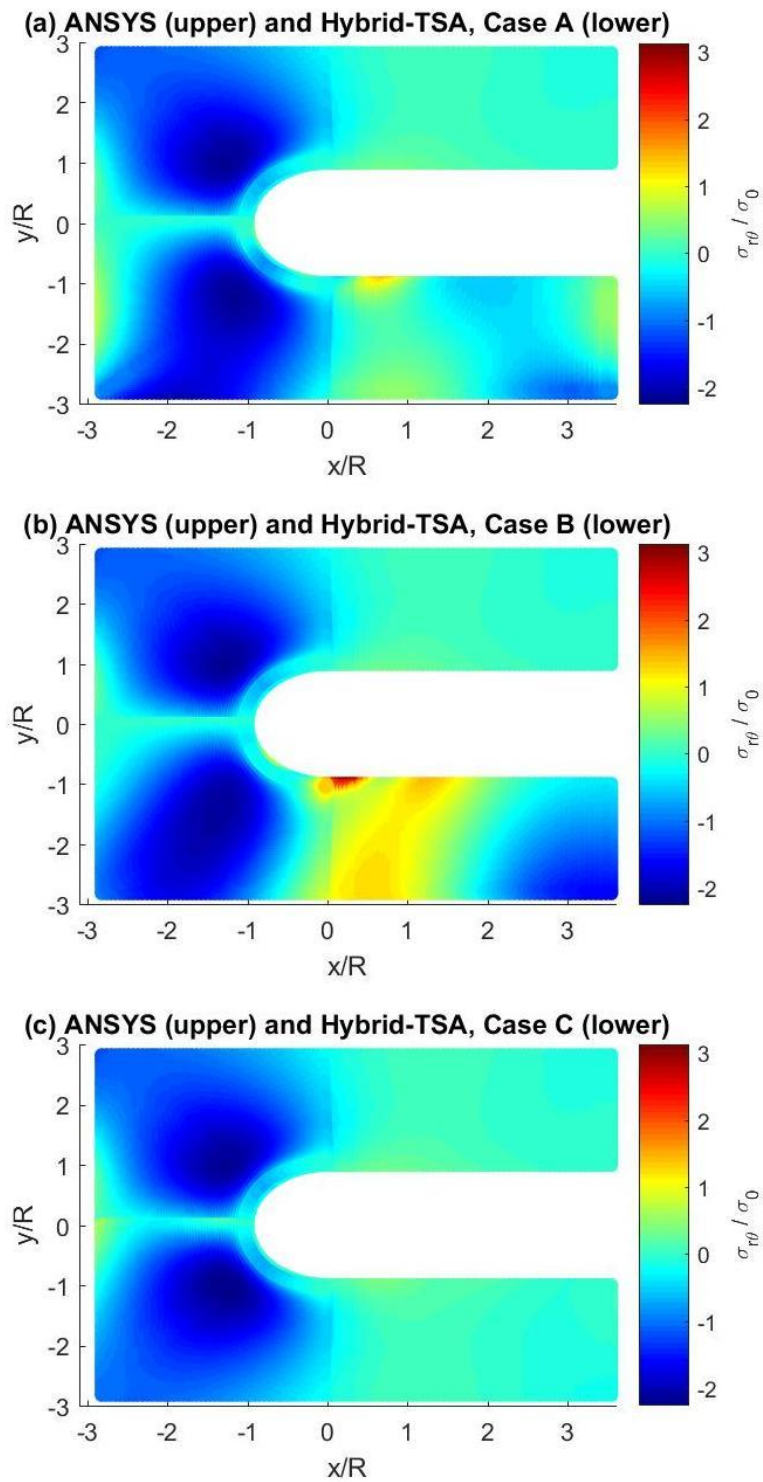 (a) ANSYS (upper) and Hybrid-TSA, Case A (lower)
3
2
1
0
-1
-2
-3
y/R
-3 -2 -1 0 1 2 3
x/R
3
2
1
0
-1
-2
σrθ / σ0
(b) ANSYS (upper) and Hybrid-TSA, Case B (lower)
3
2
1
0
-1
-2
-3
y/R
-3 -2 -1 0 1 2 3
x/R
3
2
1
0
-1
-2
σrθ / σ0
(c) ANSYS (upper) and Hybrid-TSA, Case C (lower)
3
2
1
0
-1
-2
-3
y/R
-3 -2 -1 0 1 2 3
x/R
3
2
1
0
-1
-2
σrθ / σ0